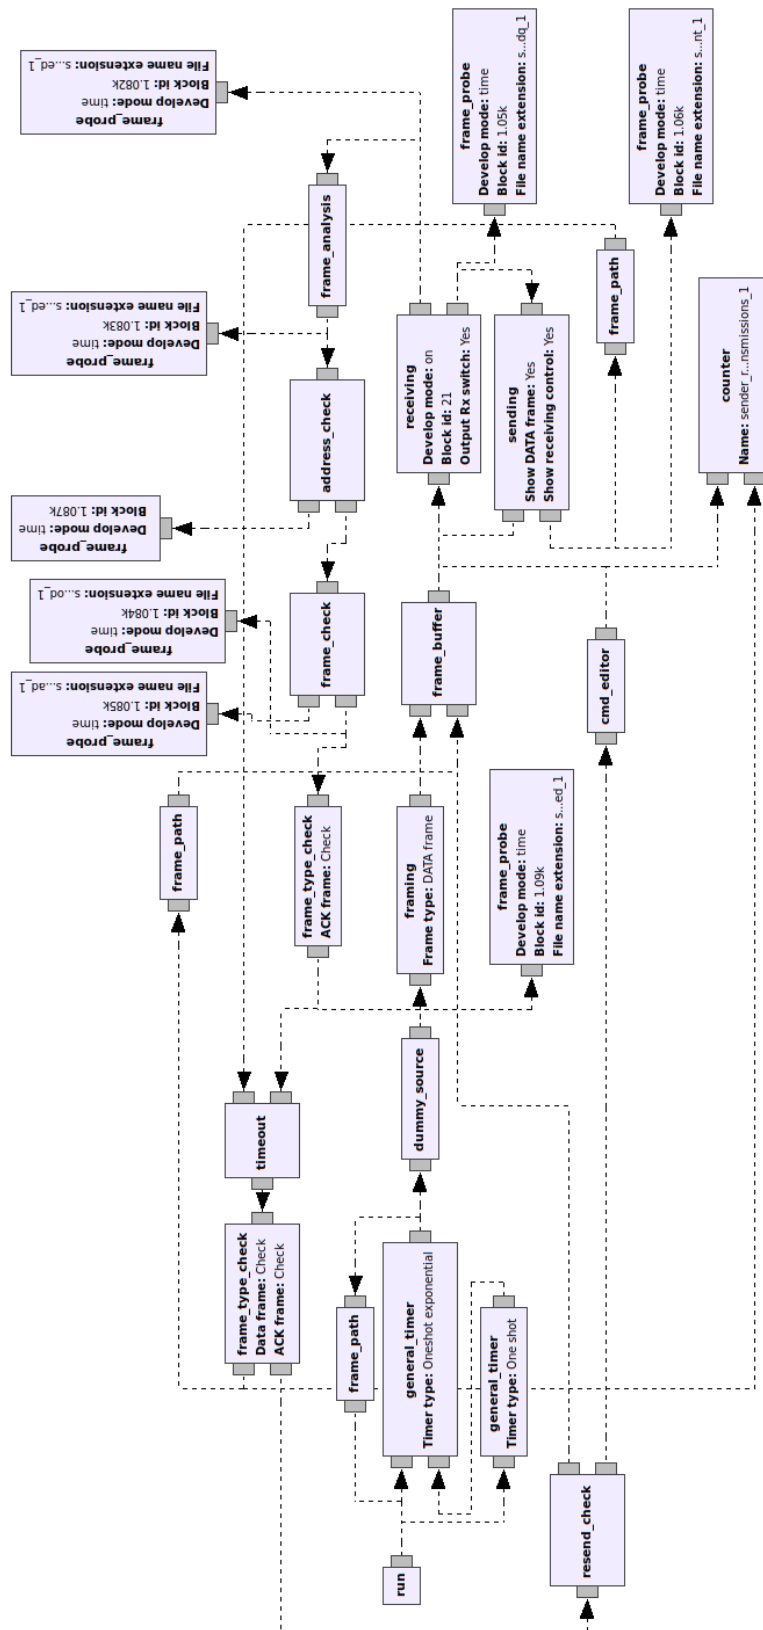 frame_probe
Develop mode: time
Block id: 1.082k
File name extension: s...ed_1
frame_probe
Develop mode: time
Block id: 1.083k
File name extension: s...ed_1
frame_probe
Develop mode: time
Block id: 1.087k
frame_probe
Develop mode: time
Block id: 1.084k
File name extension: s...od_1
frame_probe
Develop mode: time
Block id: 1.085k
File name extension: s...ad_1
frame_path
timeout
frame_type_check
Data frame: Check
ACK frame: Check
frame_analysis
address_check
frame_check
frame_type_check
ACK frame: Check
frame_path
run
general_timer
Timer type: Oneshot exponential
dummy_source
framing
Frame type: DATA frame
frame_buffer
receiving
Develop mode: on
Block id: 21
Output Rx switch: Yes
frame_probe
Develop mode: time
Block id: 1.05k
File name extension: s...dq_1
general_timer
Timer type: One shot
frame_probe
Develop mode: time
Block id: 1.09k
File name extension: s...ed_1
sending
Show DATA frame: Yes
Show receiving control: Yes
resend_check
cmd_editor
frame_path
frame_probe
Develop mode: time
Block id: 1.06k
File name extension: s...nt_1
counter
Name: sender_r...nsmissions_1